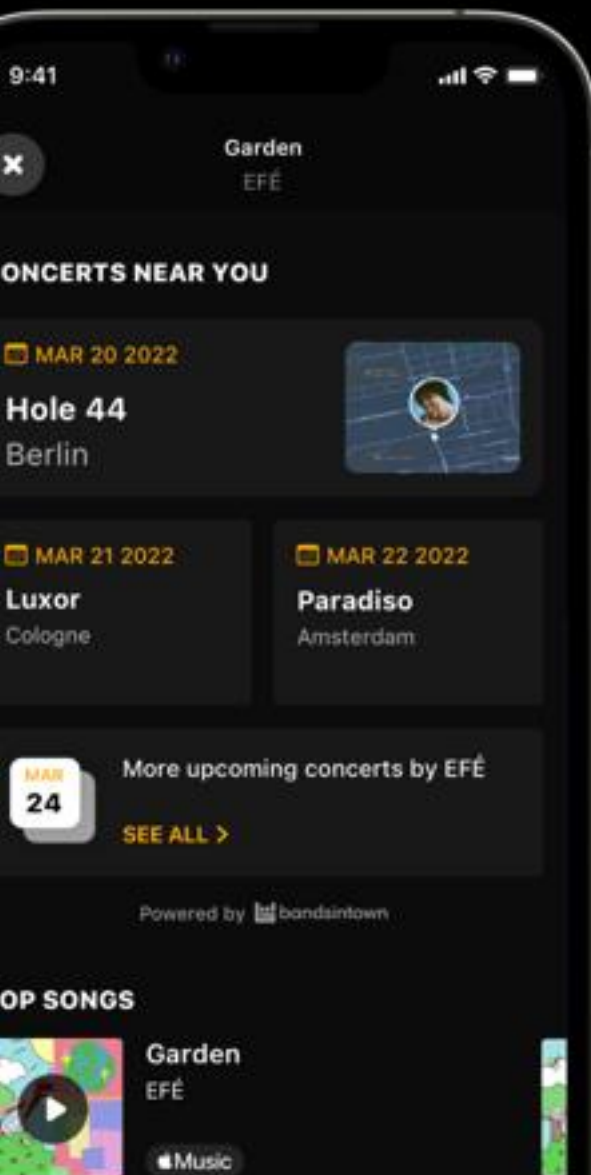 9:41
Garden
EFÉ
ONCERTS NEAR YOU
MAR 20 2022
Hole 44
Berlin
MAR 21 2022
Luxor
Cologne
MAR 22 2022
Paradiso
Amsterdam
MAR
24
More upcoming concerts by EFÉ
SEE ALL >
Powered by bandsintown
OP SONGS
Garden
EFÉ
Music